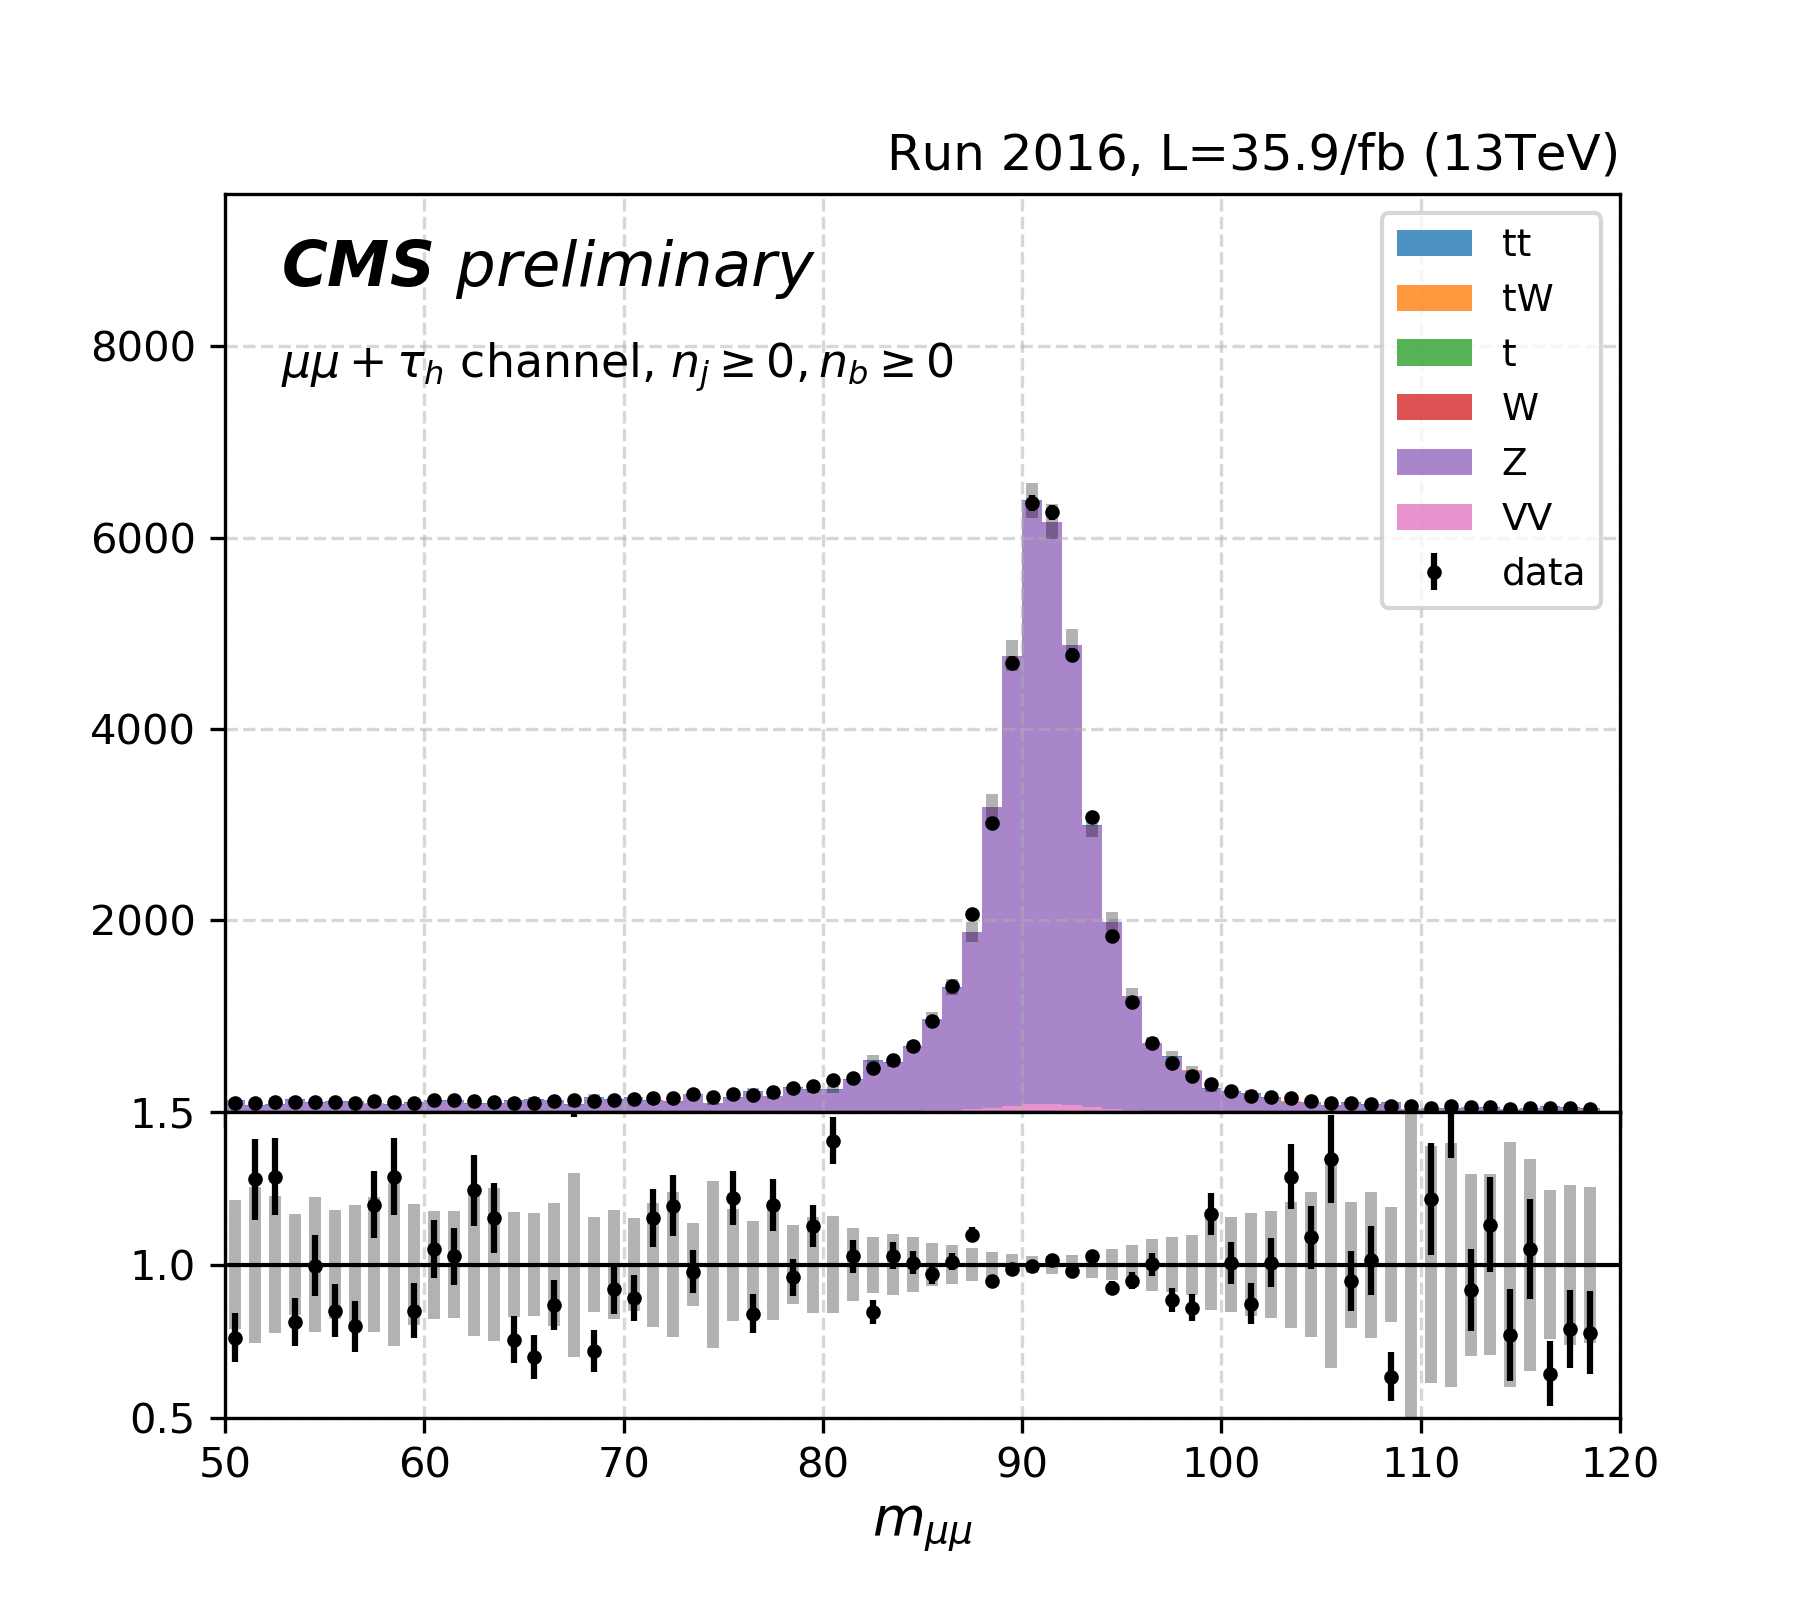 Run 2016, L=35.9/fb (13TeV)
CMS preliminary
μμ + τ_h channel, n_j ≥ 0, n_b ≥ 0
tt
tW
t
W
Z
VV
data
8000
6000
4000
2000
1.5
1.0
0.5
50 60 70 80 90 100 110 120
m_μμ